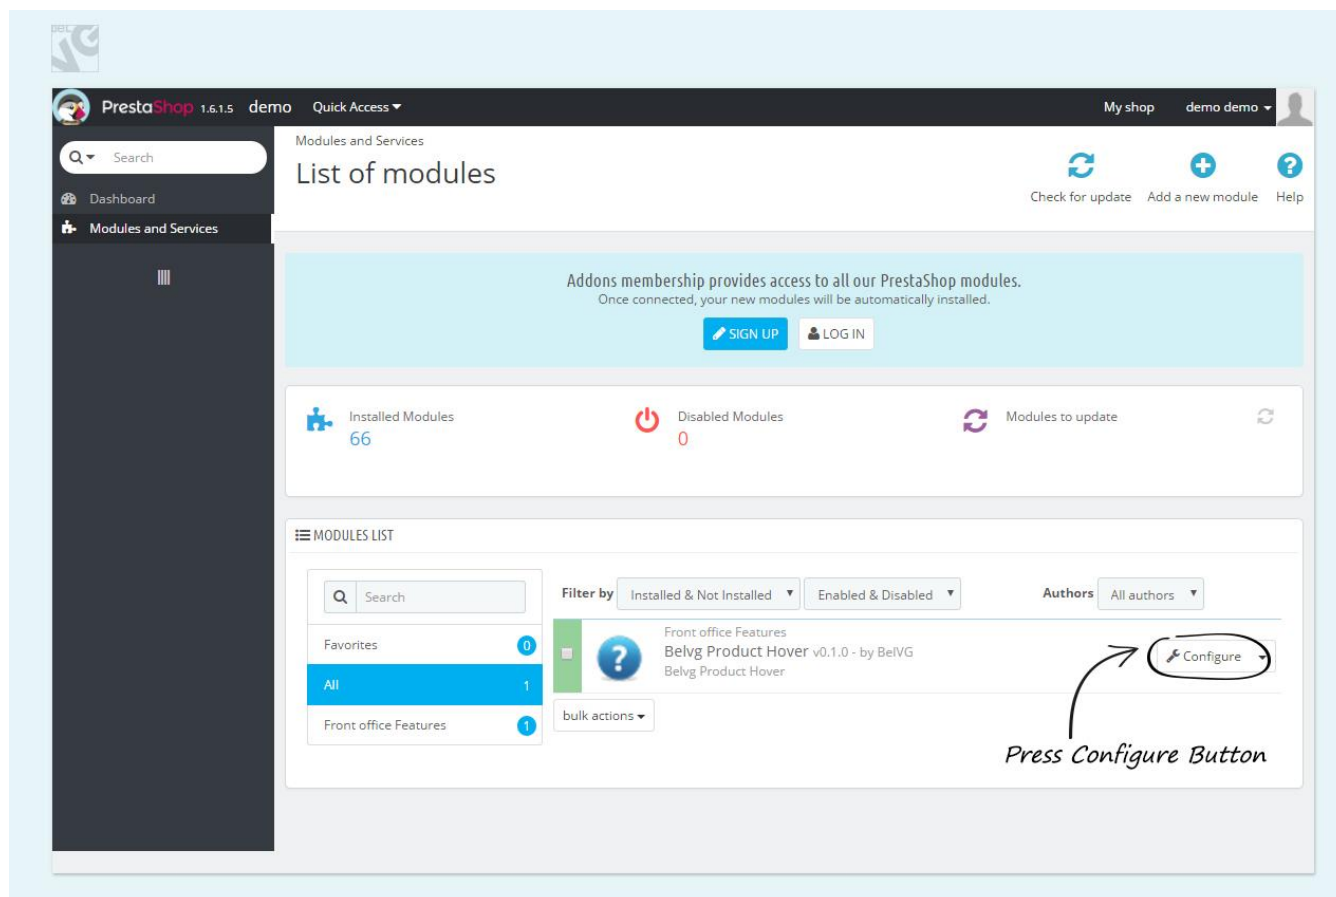 BelVG
PrestaShop 1.6.1.5 demo Quick Access My shop demo demo
Search
Dashboard
Modules and Services
Modules and Services
List of modules
Check for update Add a new module Help
Addons membership provides access to all our PrestaShop modules.
Once connected, your new modules will be automatically installed.
SIGN UP LOG IN
Installed Modules
66
Disabled Modules
0
Modules to update
MODULES LIST
Search
Favorites 0
All 1
Front office Features 1
Filter by Installed & Not Installed Enabled & Disabled Authors All authors
Front office Features
Belvg Product Hover v0.1.0 - by BelVG
Belvg Product Hover
Configure
bulk actions
Press Configure Button